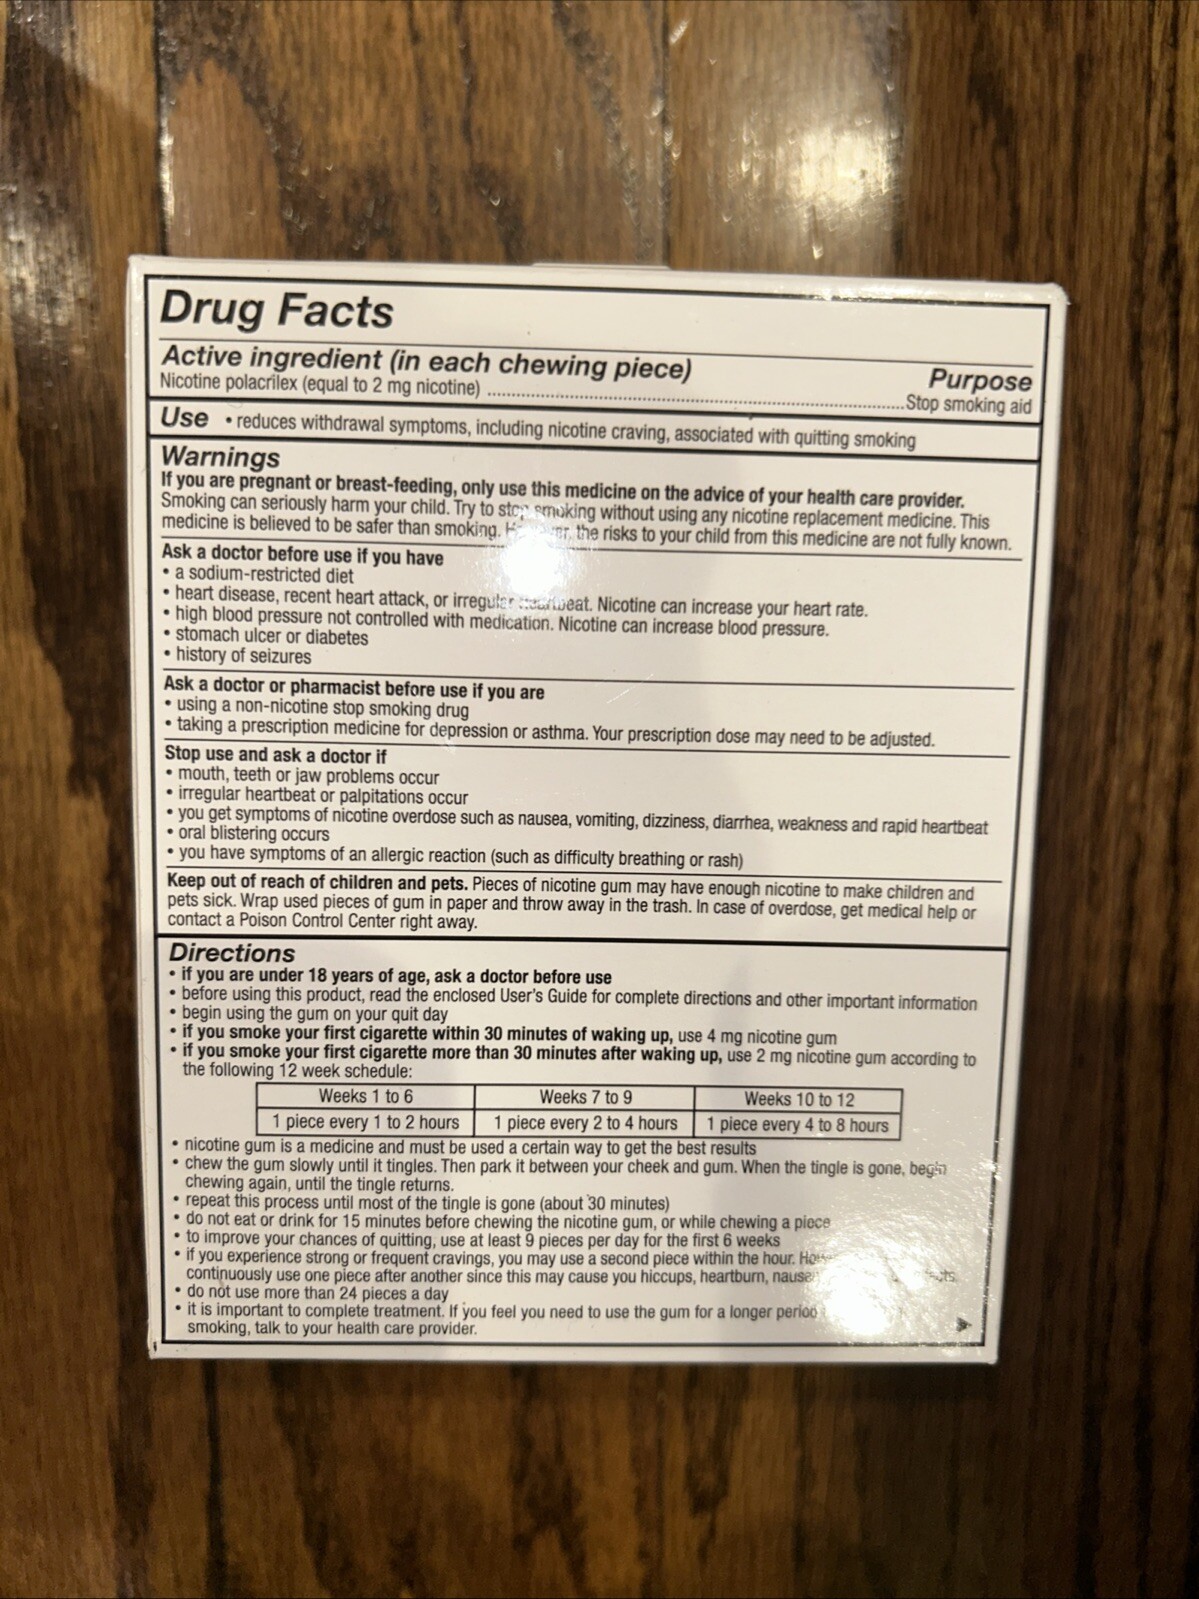 Drug Facts
Active ingredient (in each chewing piece)
Purpose
Nicotine polacrilex (equal to 2 mg nicotine) ........ Stop smoking aid
Use • reduces withdrawal symptoms, including nicotine craving, associated with quitting smoking
Warnings
If you are pregnant or breast-feeding, only use this medicine on the advice of your health care provider.
Smoking can seriously harm your child. Try to stop smoking without using any nicotine replacement medicine. This
medicine is believed to be safer than smoking. However, the risks to your child from this medicine are not fully known.
Ask a doctor before use if you have
• a sodium-restricted diet
• heart disease, recent heart attack, or irregular heartbeat. Nicotine can increase your heart rate.
• high blood pressure not controlled with medication. Nicotine can increase blood pressure.
• stomach ulcer or diabetes
• history of seizures
Ask a doctor or pharmacist before use if you are
• using a non-nicotine stop smoking drug
• taking a prescription medicine for depression or asthma. Your prescription dose may need to be adjusted.
Stop use and ask a doctor if
• mouth, teeth or jaw problems occur
• irregular heartbeat or palpitations occur
• you get symptoms of nicotine overdose such as nausea, vomiting, dizziness, diarrhea, weakness and rapid heartbeat
• oral blistering occurs
• you have symptoms of an allergic reaction (such as difficulty breathing or rash)
Keep out of reach of children and pets. Pieces of nicotine gum may have enough nicotine to make children and
pets sick. Wrap used pieces of gum in paper and throw away in the trash. In case of overdose, get medical help or
contact a Poison Control Center right away.
Directions
• if you are under 18 years of age, ask a doctor before use
• before using this product, read the enclosed User's Guide for complete directions and other important information
• begin using the gum on your quit day
• if you smoke your first cigarette within 30 minutes of waking up, use 4 mg nicotine gum
• if you smoke your first cigarette more than 30 minutes after waking up, use 2 mg nicotine gum according to
the following 12 week schedule:
Weeks 1 to 6 Weeks 7 to 9 Weeks 10 to 12
1 piece every 1 to 2 hours 1 piece every 2 to 4 hours 1 piece every 4 to 8 hours
• nicotine gum is a medicine and must be used a certain way to get the best results
• chew the gum slowly until it tingles. Then park it between your cheek and gum. When the tingle is gone, begin
chewing again, until the tingle returns.
• repeat this process until most of the tingle is gone (about 30 minutes)
• do not eat or drink for 15 minutes before chewing the nicotine gum, or while chewing a piece
• to improve your chances of quitting, use at least 9 pieces per day for the first 6 weeks
• if you experience strong or frequent cravings, you may use a second piece within the hour.
continuously use one piece after another since this may cause you hiccups, heartburn,
• do not use more than 24 pieces a day
• it is important to complete treatment. If you feel you need to use the gum for a longer period
smoking, talk to your health care provider.